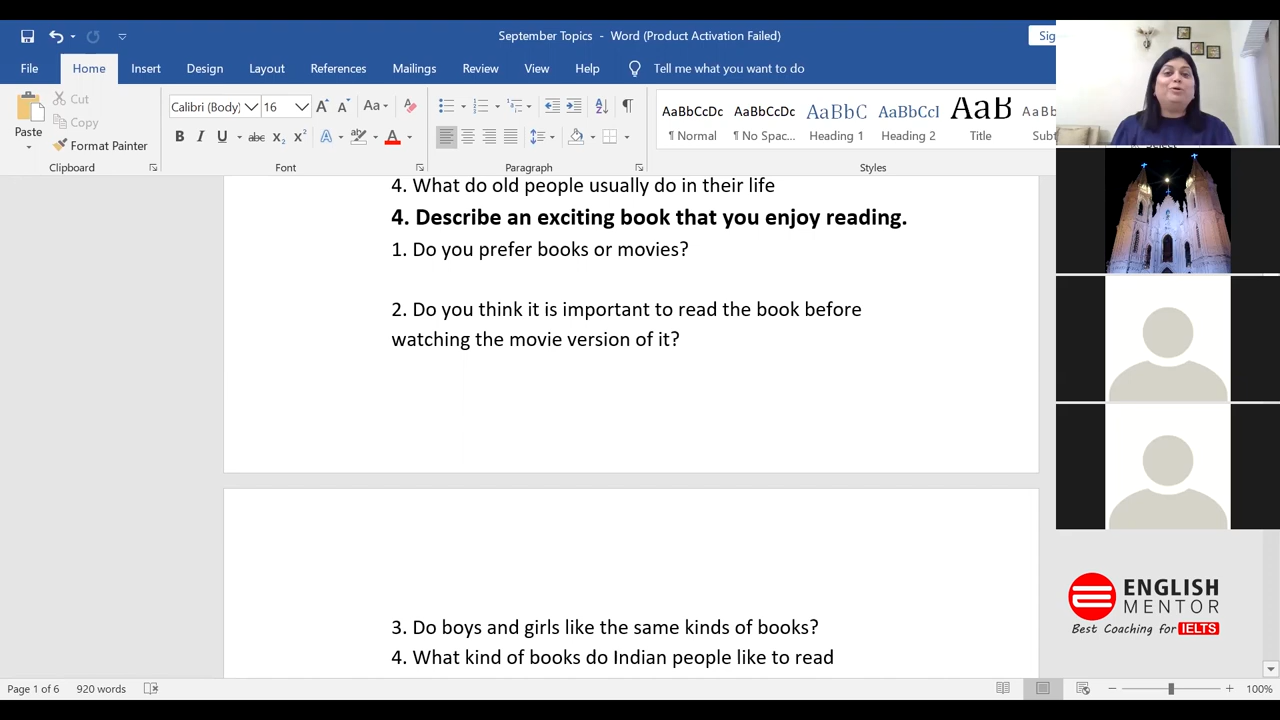 September Topics - Word (Product Activation Failed)
Sig
File Home Insert Design Layout References Mailings Review View Help Tell me what you want to do
Paste
Cut
Copy
Format Painter
Clipboard
Calibri (Body) 16
Font
Paragraph
AaBbCcDc AaBbCcDc AaBbC AaBbCcI AaB AaBb
¶ Normal ¶ No Spac... Heading 1 Heading 2 Title Subt
Styles
Select
4. What do old people usually do in their life
4. Describe an exciting book that you enjoy reading.
1. Do you prefer books or movies?
2. Do you think it is important to read the book before
watching the movie version of it?
3. Do boys and girls like the same kinds of books?
4. What kind of books do Indian people like to read
ENGLISH
MENTOR
Best Coaching for IELTS
Page 1 of 6 920 words
100%